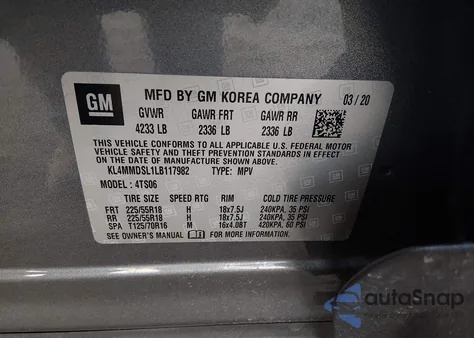 GM
MFD BY GM KOREA COMPANY 03/20
GVWR GAWR FRT GAWR RR
4233 LB 2336 LB 2336 LB
THIS VEHICLE CONFORMS TO ALL APPLICABLE U.S. FEDERAL MOTOR
VEHICLE SAFETY AND THEFT PREVENTION STANDARDS IN EFFECT
ON THE DATE OF MANUFACTURE SHOWN ABOVE.
KL4MMDSL1LB117982 TYPE: MPV
MODEL: 4TS06
TIRE SIZE SPEED RTG RIM COLD TIRE PRESSURE
FRT 225/55R18 H 18x7.5J 240KPA, 35 PSI
RR 225/55R18 H 18x7.5J 240KPA, 35 PSI
SPA T125/70R16 M 16x4.08T 420KPA, 60 PSI
SEE OWNER'S MANUAL FOR MORE INFORMATION.
autoSnap